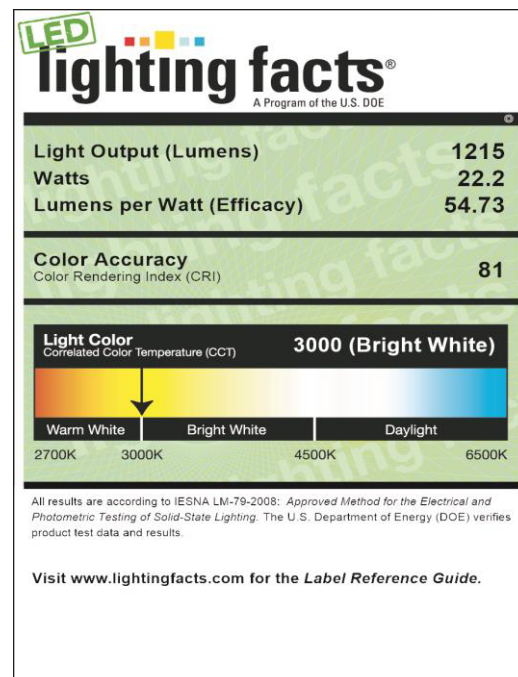 LED
lighting facts®
A Program of the U.S. DOE
Light Output (Lumens) 1215
Watts 22.2
Lumens per Watt (Efficacy) 54.73
Color Accuracy 81
Color Rendering Index (CRI)
Light Color 3000 (Bright White)
Correlated Color Temperature (CCT)
Warm White Bright White Daylight
2700K 3000K 4500K 6500K
All results are according to IESNA LM-79-2008: Approved Method for the Electrical and
Photometric Testing of Solid-State Lighting. The U.S. Department of Energy (DOE) verifies
product test data and results.
Visit www.lightingfacts.com for the Label Reference Guide.